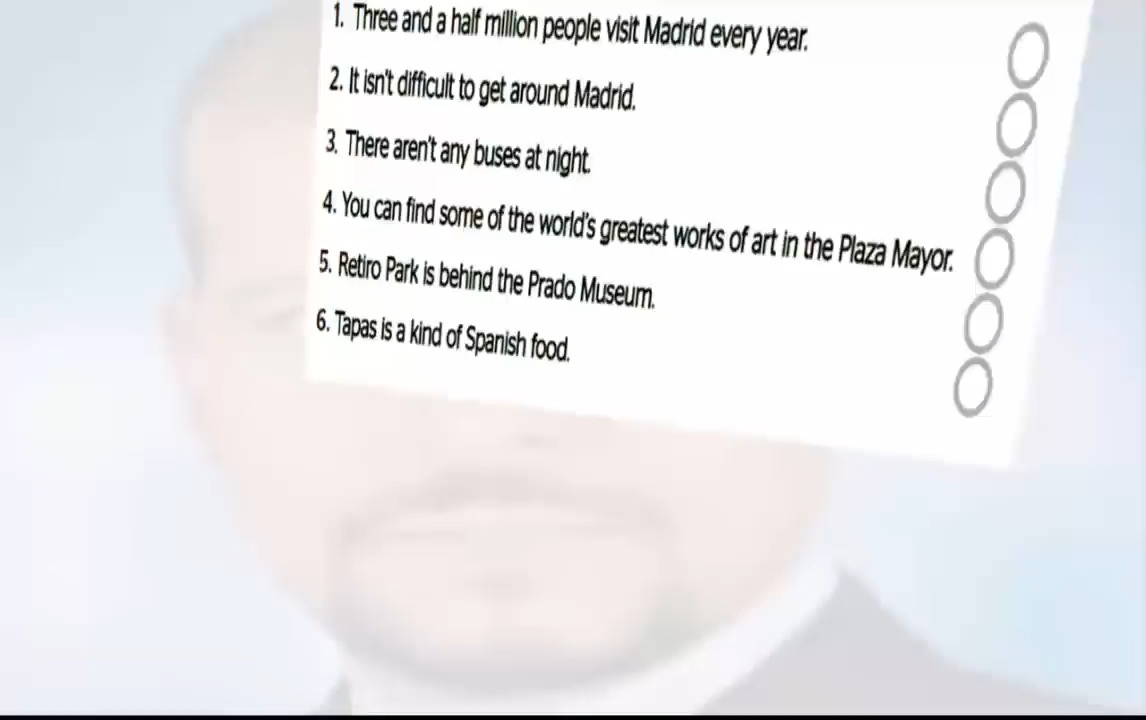 1. Three and a half million people visit Madrid every year.
2. It isn't difficult to get around Madrid.
3. There aren't any buses at night.
4. You can find some of the world's greatest works of art in the Plaza Mayor.
5. Retiro Park is behind the Prado Museum.
6. Tapas is a kind of Spanish food.